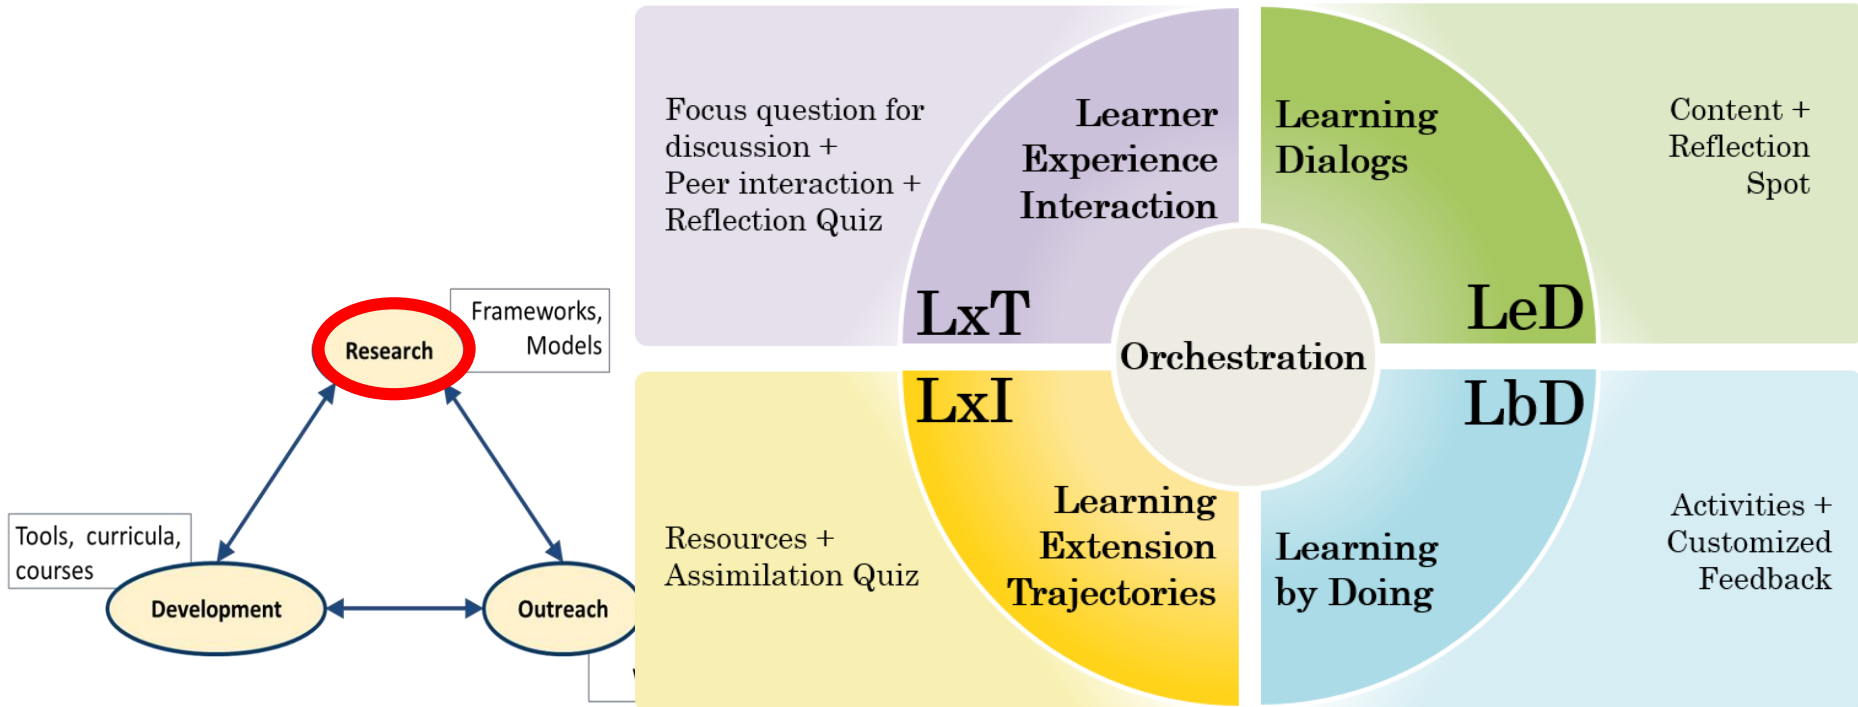 Focus question for
discussion +
Peer interaction +
Reflection Quiz
Learner
Experience
Interaction
LxT
Learning
Dialogs
LeD
Content +
Reflection
Spot
Frameworks,
Models
Research
Orchestration
Tools, curricula,
courses
Development
Outreach
Resources +
Assimilation Quiz
LxI
Learning
Extension
Trajectories
LbD
Learning
by Doing
Activities +
Customized
Feedback